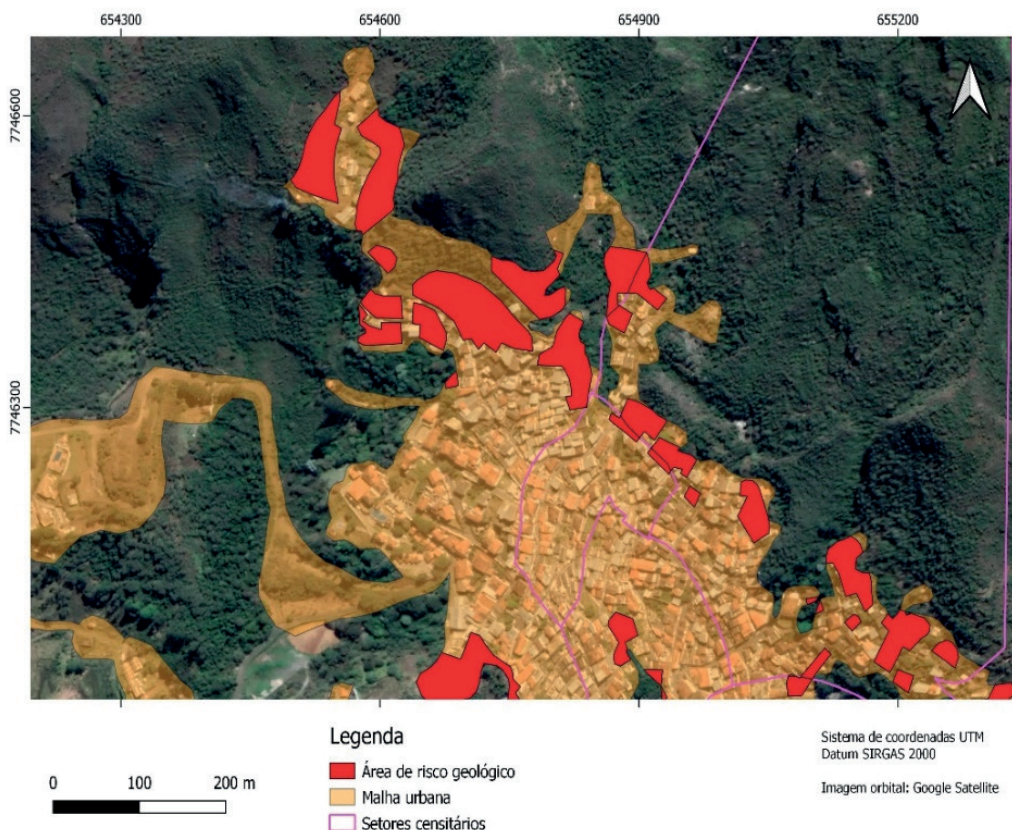 654300 654600 654900 655200
7746600
7746300
Legenda
Área de risco geológico
Malha urbana
Setores censitários
0 100 200 m
Sistema de coordenadas UTM
Datum SIRGAS 2000
Imagem orbital: Google Satellite